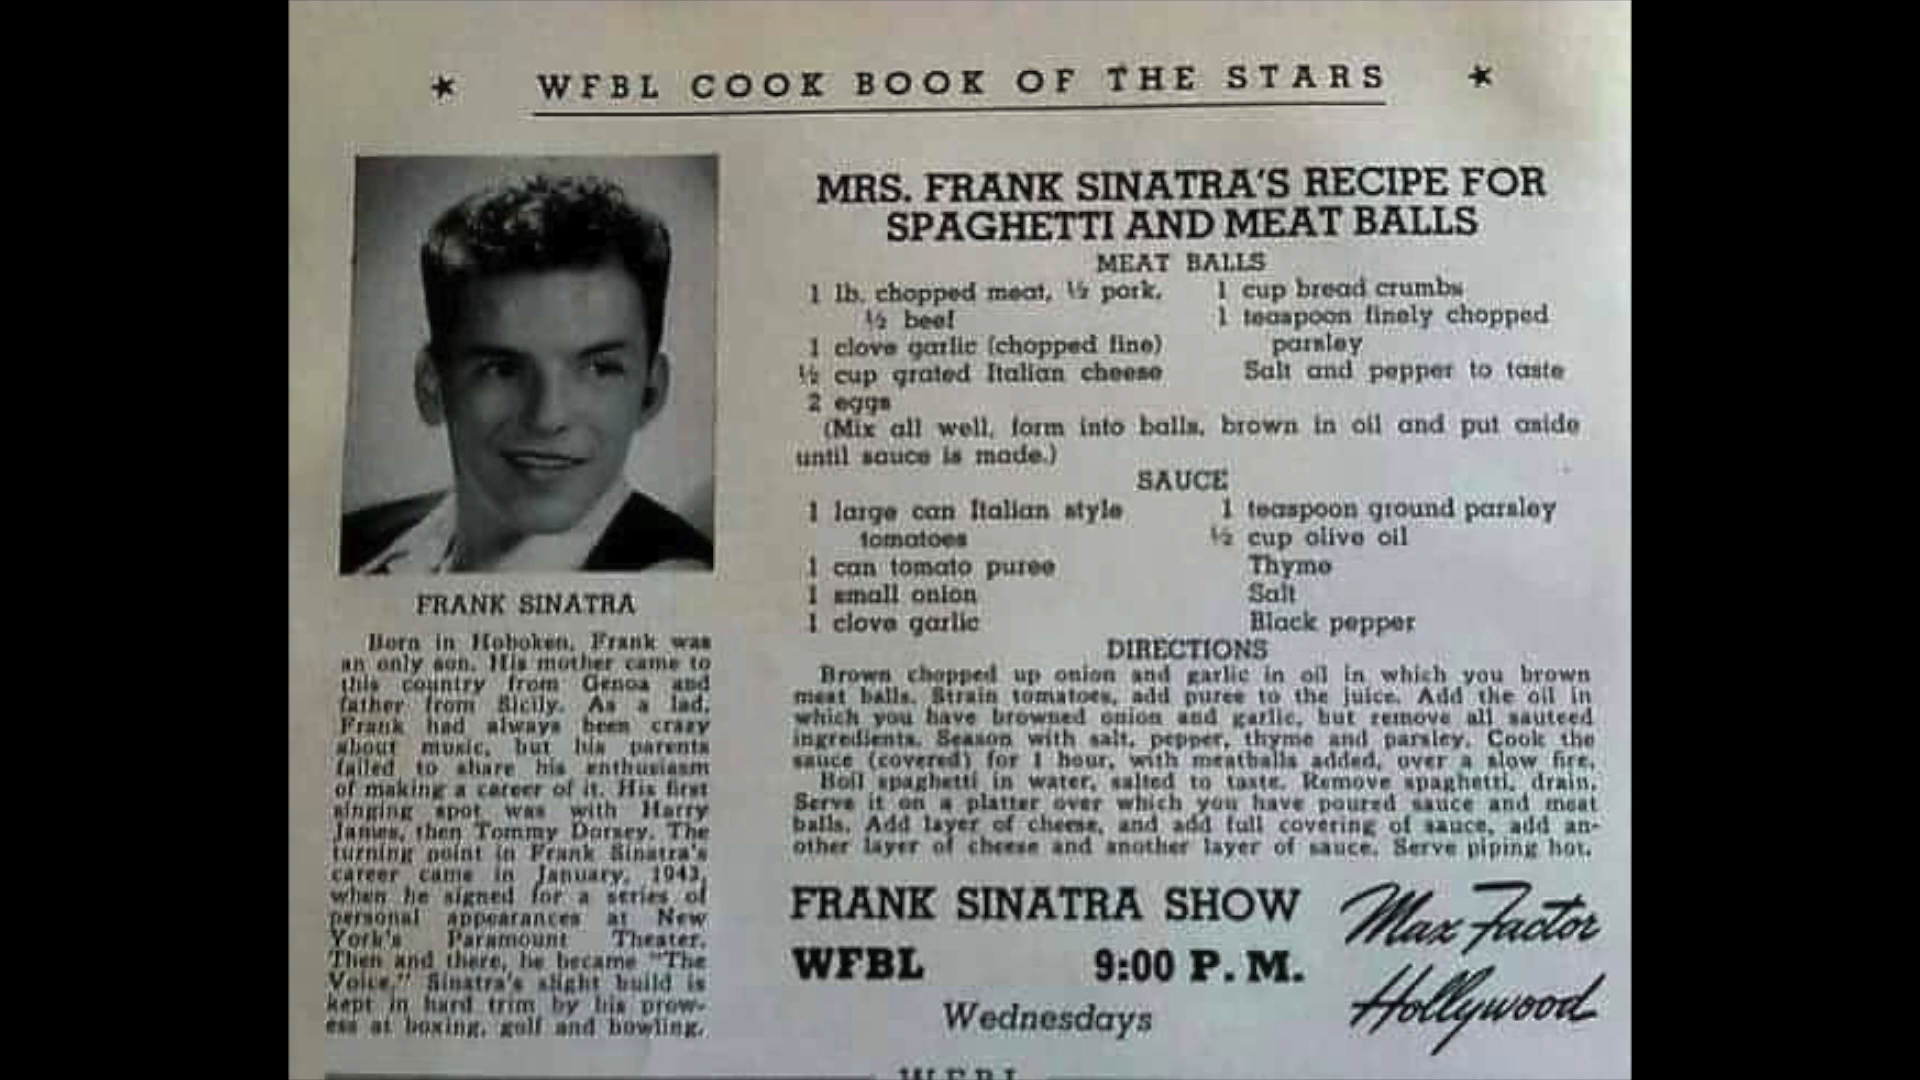 ★ WFBL COOK BOOK OF THE STARS ★
FRANK SINATRA
Born in Hoboken, Frank was
an only son. His mother came to
this country from Genoa and
father from Sicily. As a lad,
Frank had always been crazy
about music, but his parents
failed to share his enthusiasm
of making a career of it. His first
singing spot was with Harry
James, then Tommy Dorsey. The
turning point in Frank Sinatra's
career came in January, 1943,
when he signed for a series of
personal appearances at New
York's Paramount Theater.
Then and there, he became "The
Voice." Sinatra's slight build is
kept in hard trim by his prow-
ess at boxing, golf and bowling.
MRS. FRANK SINATRA'S RECIPE FOR
SPAGHETTI AND MEAT BALLS
MEAT BALLS
1 lb. chopped meat, ½ pork,
½ beef
1 clove garlic (chopped fine)
½ cup grated Italian cheese
2 eggs
1 cup bread crumbs
1 teaspoon finely chopped
parsley
Salt and pepper to taste
(Mix all well, form into balls, brown in oil and put aside
until sauce is made.)
SAUCE
1 large can Italian style
tomatoes
1 can tomato puree
1 small onion
1 clove garlic
1 teaspoon ground parsley
½ cup olive oil
Thyme
Salt
Black pepper
DIRECTIONS
Brown chopped up onion and garlic in oil in which you brown
meat balls. Strain tomatoes, add puree to the juice. Add the oil in
which you have browned onion and garlic, but remove all sauteed
ingredients. Season with salt, pepper, thyme and parsley. Cook the
sauce (covered) for 1 hour, with meatballs added, over a slow fire.
Boil spaghetti in water, salted to taste. Remove spaghetti, drain.
Serve it on a platter over which you have poured sauce and meat
balls. Add layer of cheese, and add full covering of sauce, add an-
other layer of cheese and another layer of sauce. Serve piping hot.
FRANK SINATRA SHOW
WFBL 9:00 P. M.
Wednesdays
Max Factor
Hollywood
WFBL